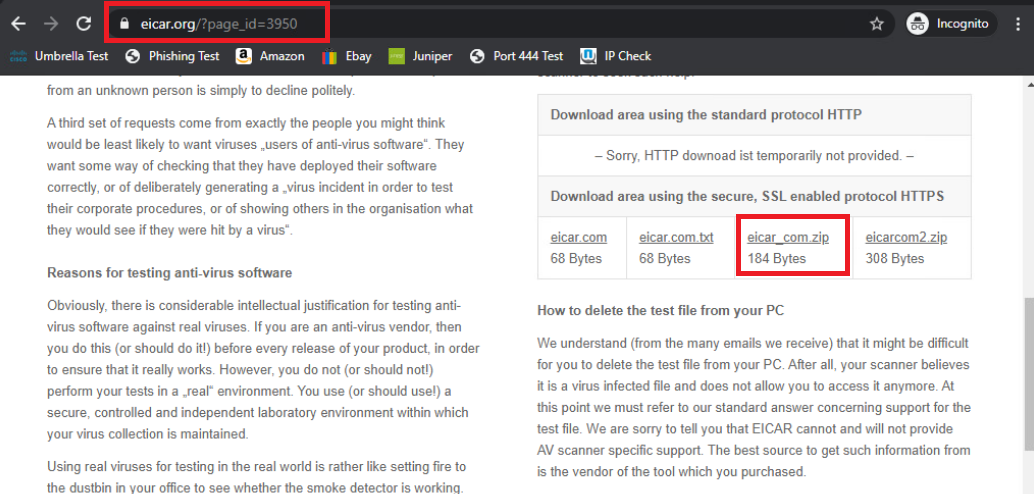 eicar.org/?page_id=3950
Incognito
Umbrella Test Phishing Test Amazon Ebay Juniper Port 444 Test IP Check
from an unknown person is simply to decline politely.
A third set of requests come from exactly the people you might think
would be least likely to want viruses „users of anti-virus software“. They
want some way of checking that they have deployed their software
correctly, or of deliberately generating a „virus incident in order to test
their corporate procedures, or of showing others in the organisation what
they would see if they were hit by a virus“.
Reasons for testing anti-virus software
Obviously, there is considerable intellectual justification for testing anti-
virus software against real viruses. If you are an anti-virus vendor, then
you do this (or should do it!) before every release of your product, in order
to ensure that it really works. However, you do not (or should not!)
perform your tests in a „real“ environment. You use (or should use!) a
secure, controlled and independent laboratory environment within which
your virus collection is maintained.
Using real viruses for testing in the real world is rather like setting fire to
the dustbin in your office to see whether the smoke detector is working.
Download area using the standard protocol HTTP
– Sorry, HTTP downoad ist temporarily not provided. –
Download area using the secure, SSL enabled protocol HTTPS
eicar.com eicar.com.txt eicar_com.zip eicarcom2.zip
68 Bytes 68 Bytes 184 Bytes 308 Bytes
How to delete the test file from your PC
We understand (from the many emails we receive) that it might be difficult
for you to delete the test file from your PC. After all, your scanner believes
it is a virus infected file and does not allow you to access it anymore. At
this point we must refer to our standard answer concerning support for the
test file. We are sorry to tell you that EICAR cannot and will not provide
AV scanner specific support. The best source to get such information from
is the vendor of the tool which you purchased.